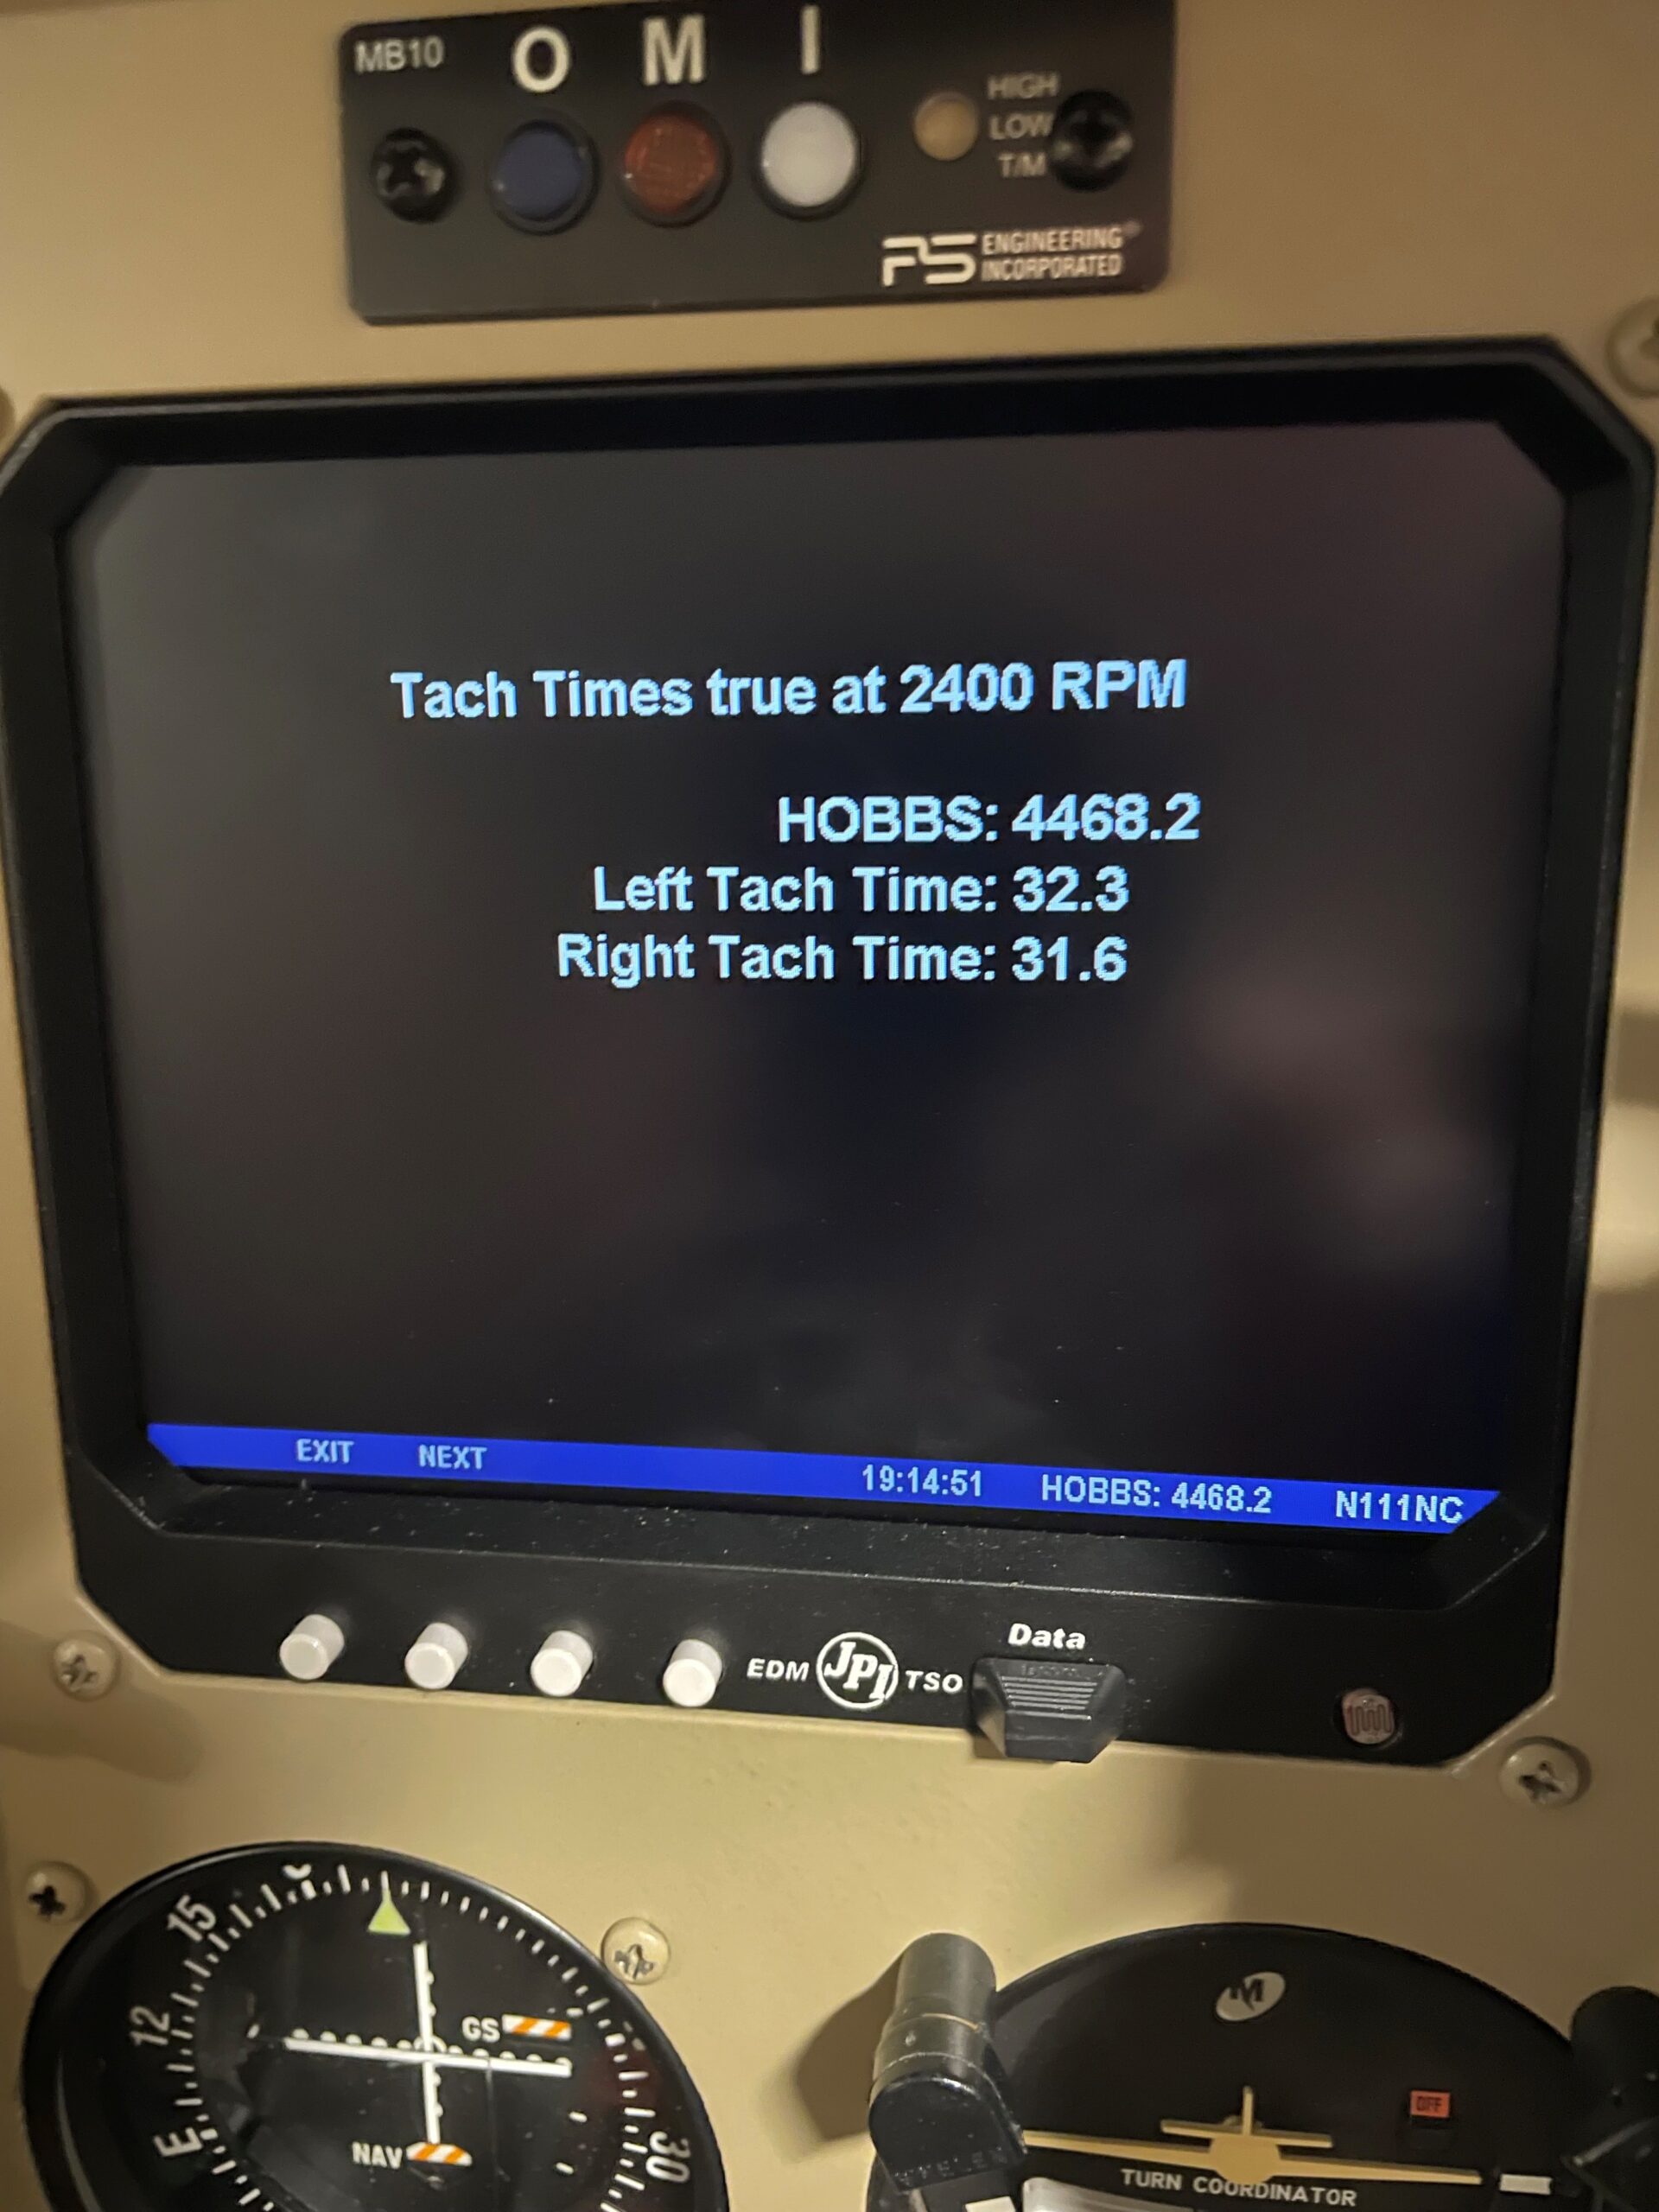 MB10 O M I
HIGH
LOW
T/M
PS ENGINEERING
INCORPORATED
Tach Times true at 2400 RPM
HOBBS: 4468.2
Left Tach Time: 32.3
Right Tach Time: 31.6
EXIT NEXT 19:14:51 HOBBS: 4468.2 N111NC
Data
EDM JPI TSO
15
12
E
30
GS
NAV
M
OFF
TURN COORDINATOR